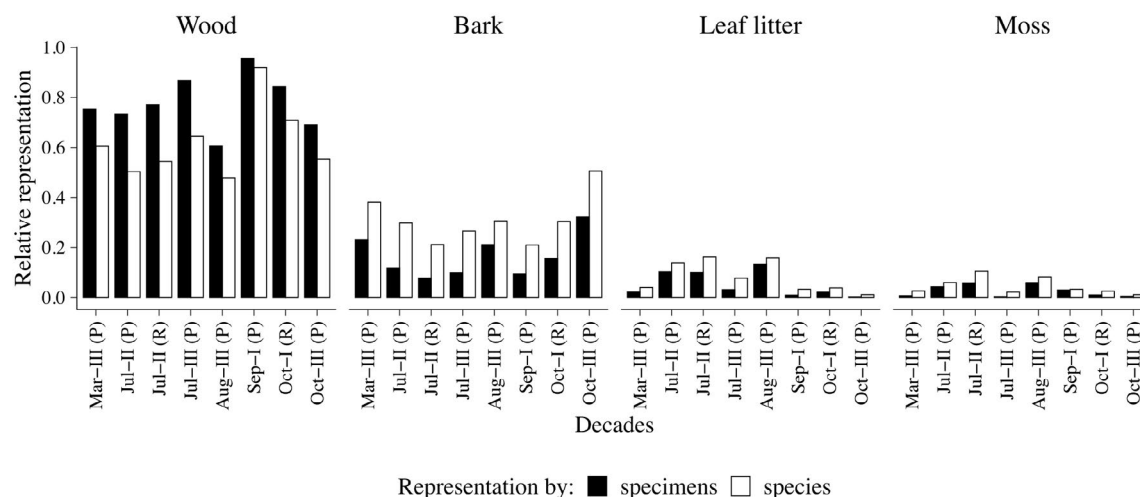 Wood Bark Leaf litter Moss
Relative representation
1.0
0.8
0.6
0.4
0.2
0.0
Mar–III (P) Jul–II (P) Jul–II (R) Jul–III (P) Aug–III (P) Sep–I (P) Oct–I (R) Oct–III (P) Mar–III (P) Jul–II (P) Jul–II (R) Jul–III (P) Aug–III (P) Sep–I (P) Oct–I (R) Oct–III (P) Mar–III (P) Jul–II (P) Jul–II (R) Jul–III (P) Aug–III (P) Sep–I (P) Oct–I (R) Oct–III (P) Mar–III (P) Jul–II (P) Jul–II (R) Jul–III (P) Aug–III (P) Sep–I (P) Oct–I (R) Oct–III (P)
Decades
Representation by: specimens species